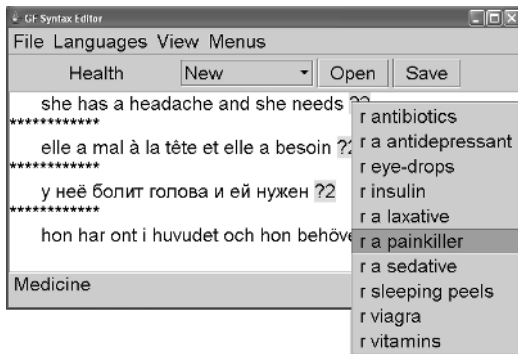 GF Syntax Editor
File Languages View Menus
Health New Open Save
she has a headache and she needs ?2
************
elle a mal à la tête et elle a besoin ?2
************
у неё болит голова и ей нужен ?2
************
hon har ont i huvudet och hon behöve
Medicine
r antibiotics
r a antidepressant
r eye-drops
r insulin
r a laxative
r a painkiller
r a sedative
r sleeping peels
r viagra
r vitamins